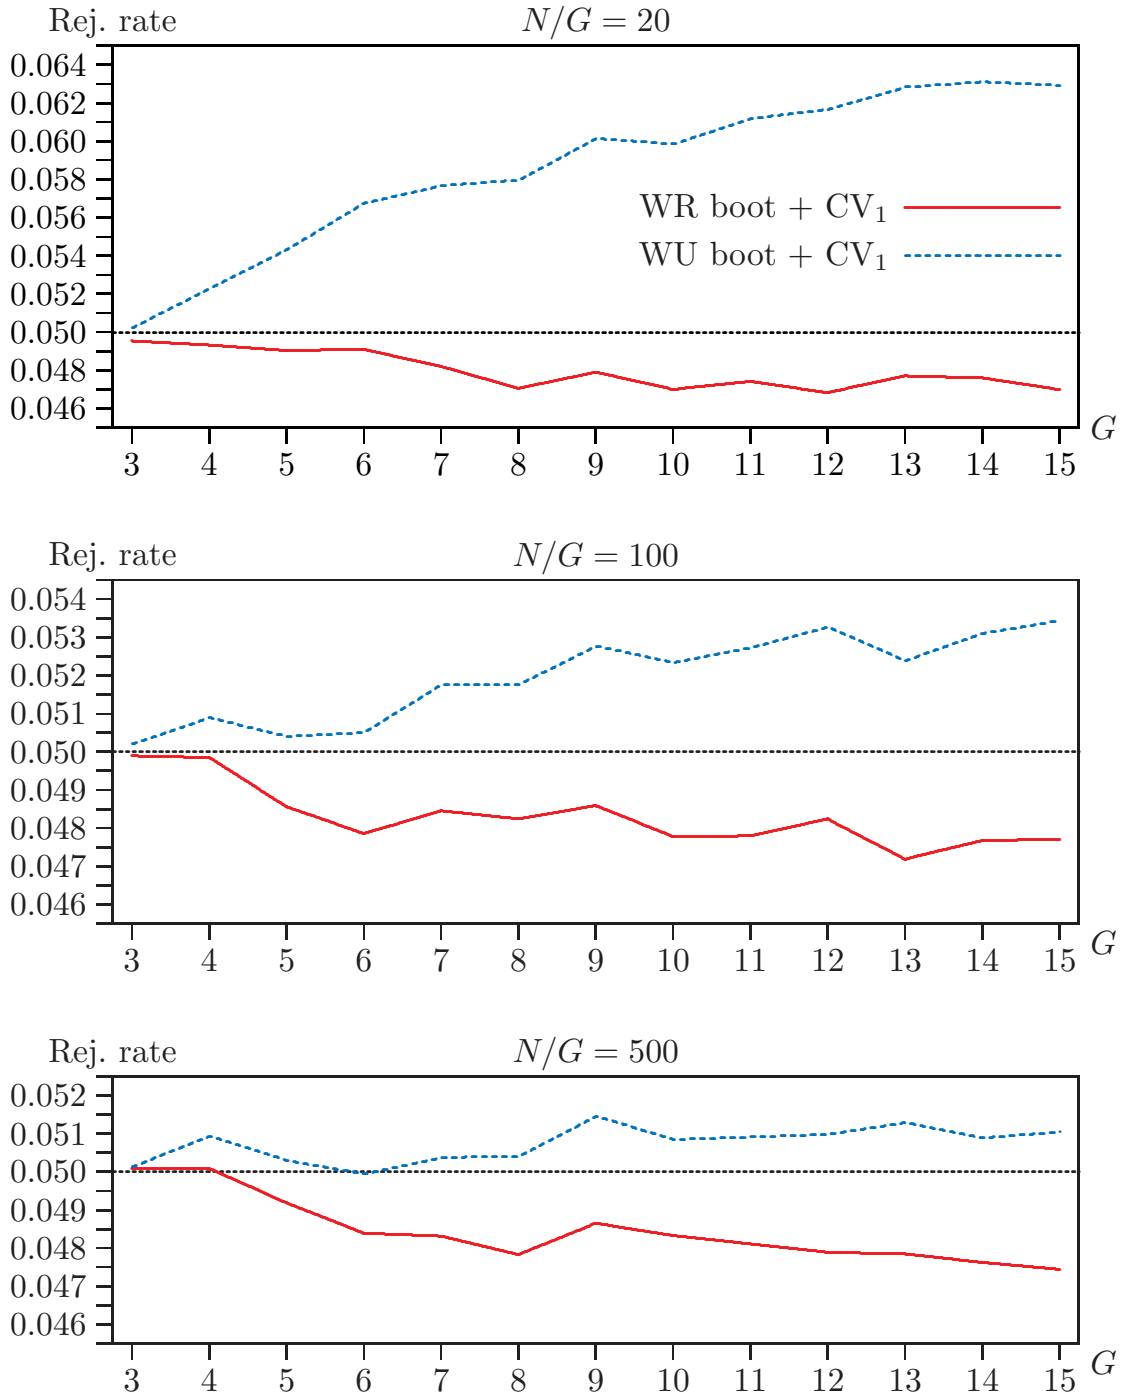 Rej. rate
N/G = 20
0.064
0.062
0.060
0.058
0.056
0.054
0.052
0.050
0.048
0.046
WR boot + CV₁
WU boot + CV₁
3 4 5 6 7 8 9 10 11 12 13 14 15
G
Rej. rate
N/G = 100
0.054
0.053
0.052
0.051
0.050
0.049
0.048
0.047
0.046
3 4 5 6 7 8 9 10 11 12 13 14 15
G
Rej. rate
N/G = 500
0.052
0.051
0.050
0.049
0.048
0.047
0.046
3 4 5 6 7 8 9 10 11 12 13 14 15
G